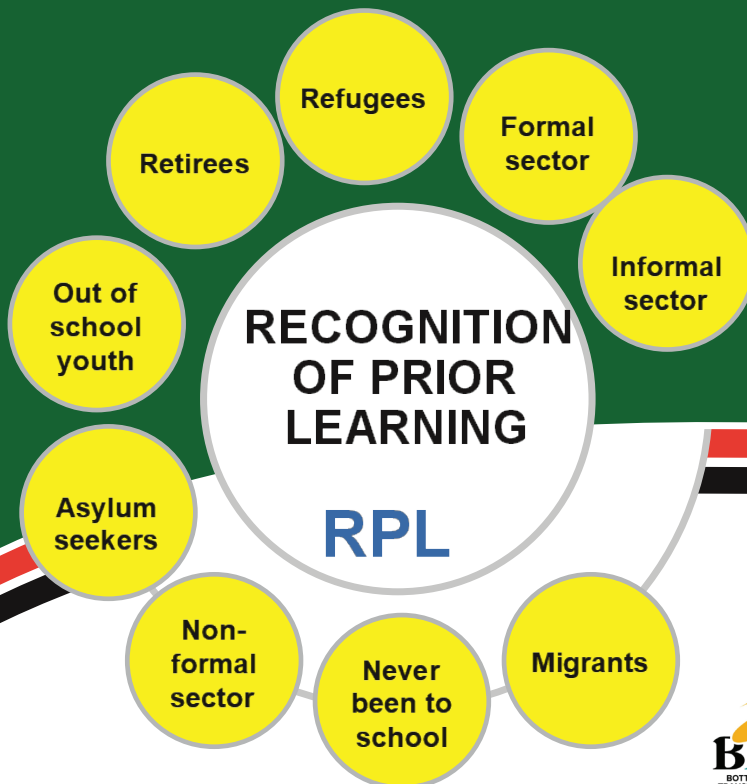 Refugees
Formal
sector
Retirees
Informal
sector
Out of
school
youth
RECOGNITION
OF PRIOR
LEARNING
RPL
Asylum
seekers
Non-
formal
sector
Never
been to
school
Migrants